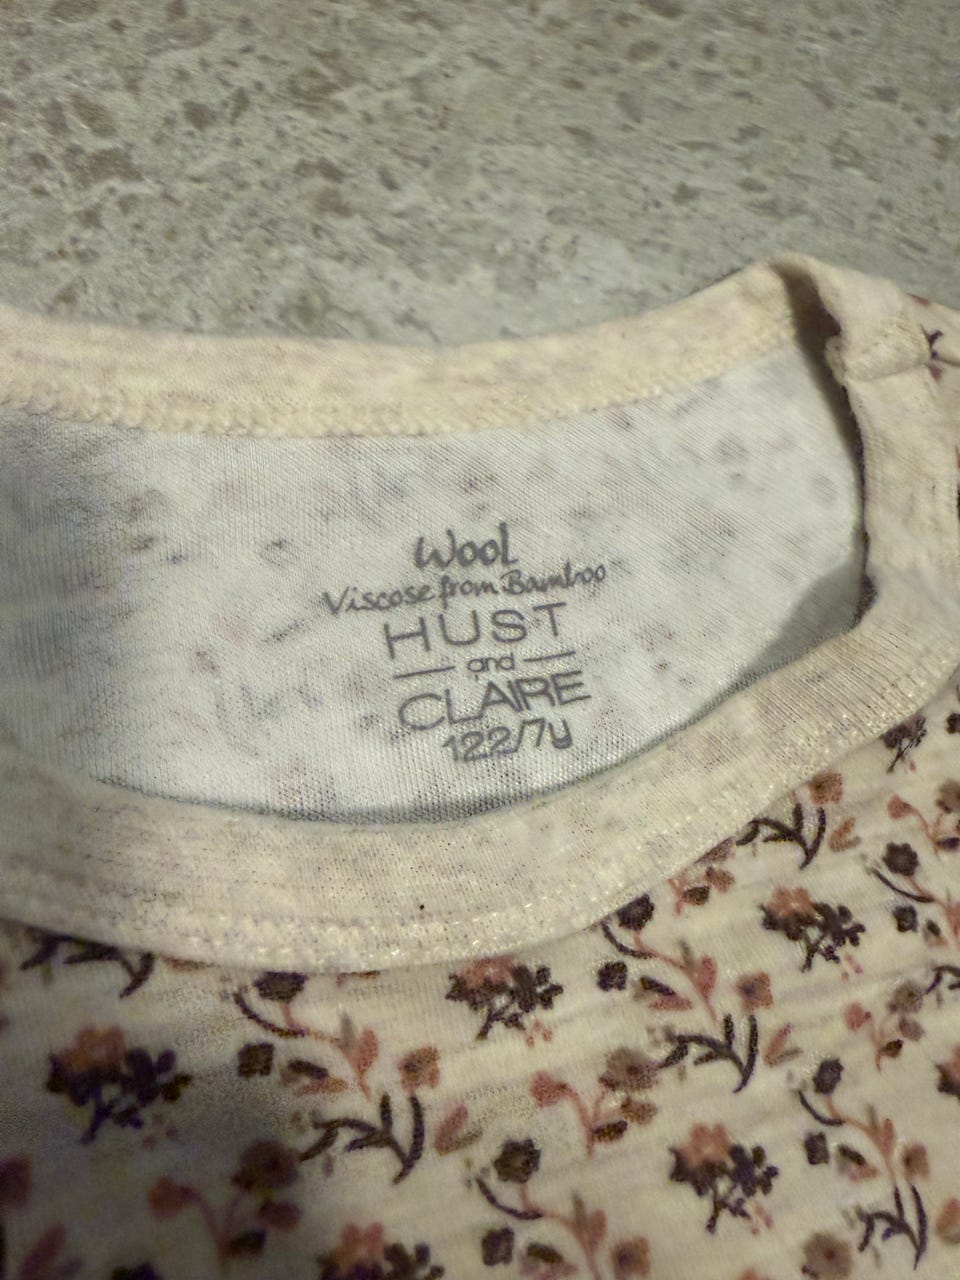 Wool
Viscose from Bamboo
HUST
and
CLAIRE
122/7y